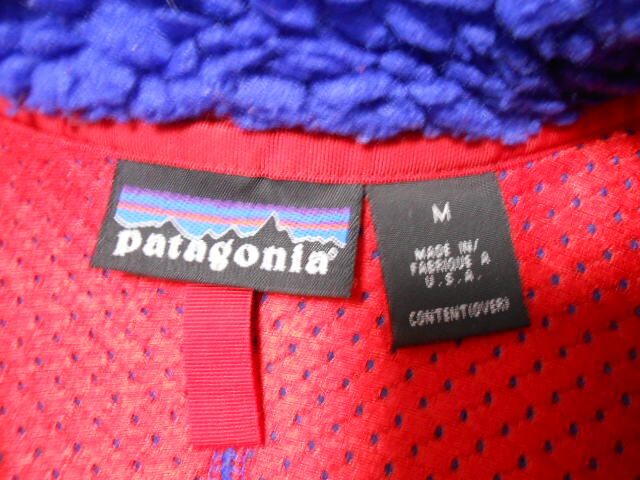 patagonia®
M
MADE IN/
FABRIQUE A
U.S.A.
CONTENT(OVER)